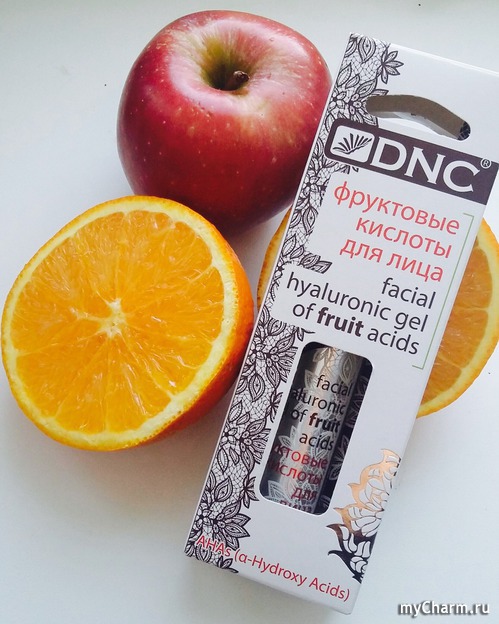 DNC®
фруктовые
кислоты
для лица
facial
hyaluronic gel
of fruit acids
facial
aluronic
of fruit
acids
ктовые
кислоты
для
AHAs (α-Hydroxy Acids)
myCharm.ru